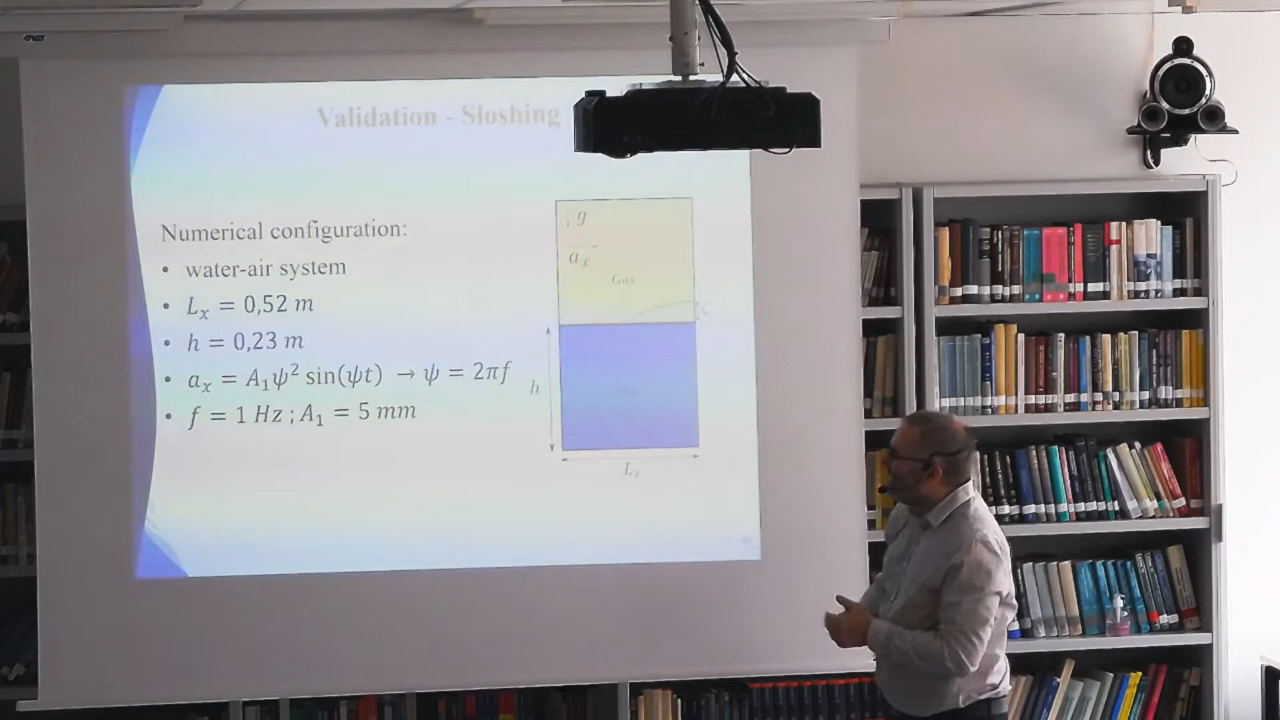 Validation - Sloshing
Numerical configuration:
• water-air system
• Lₓ = 0,52 m
• h = 0,23 m
• aₓ = A₁ψ² sin(ψt) → ψ = 2πf
• f = 1 Hz ; A₁ = 5 mm
g
aₓ
Gas
h
Lₓ